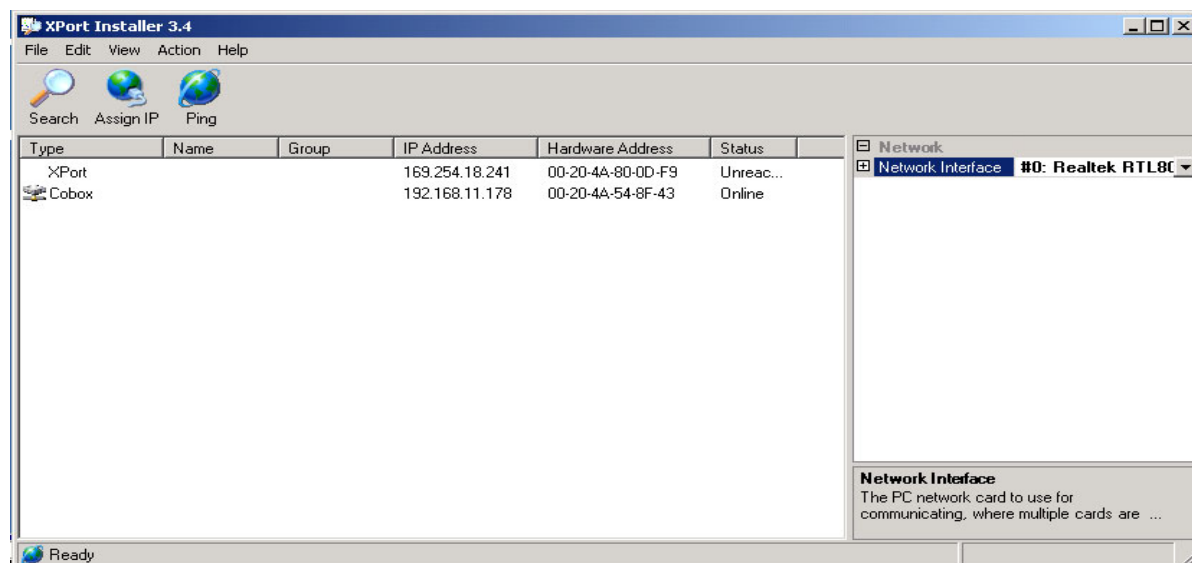 XPort Installer 3.4
File Edit View Action Help
Search Assign IP Ping
Type Name Group IP Address Hardware Address Status
XPort 169.254.18.241 00-20-4A-80-0D-F9 Unreac...
Cobox 192.168.11.178 00-20-4A-54-8F-43 Online
Network
Network Interface #0: Realtek RTL80
Network Interface
The PC network card to use for
communicating, where multiple cards are ...
Ready